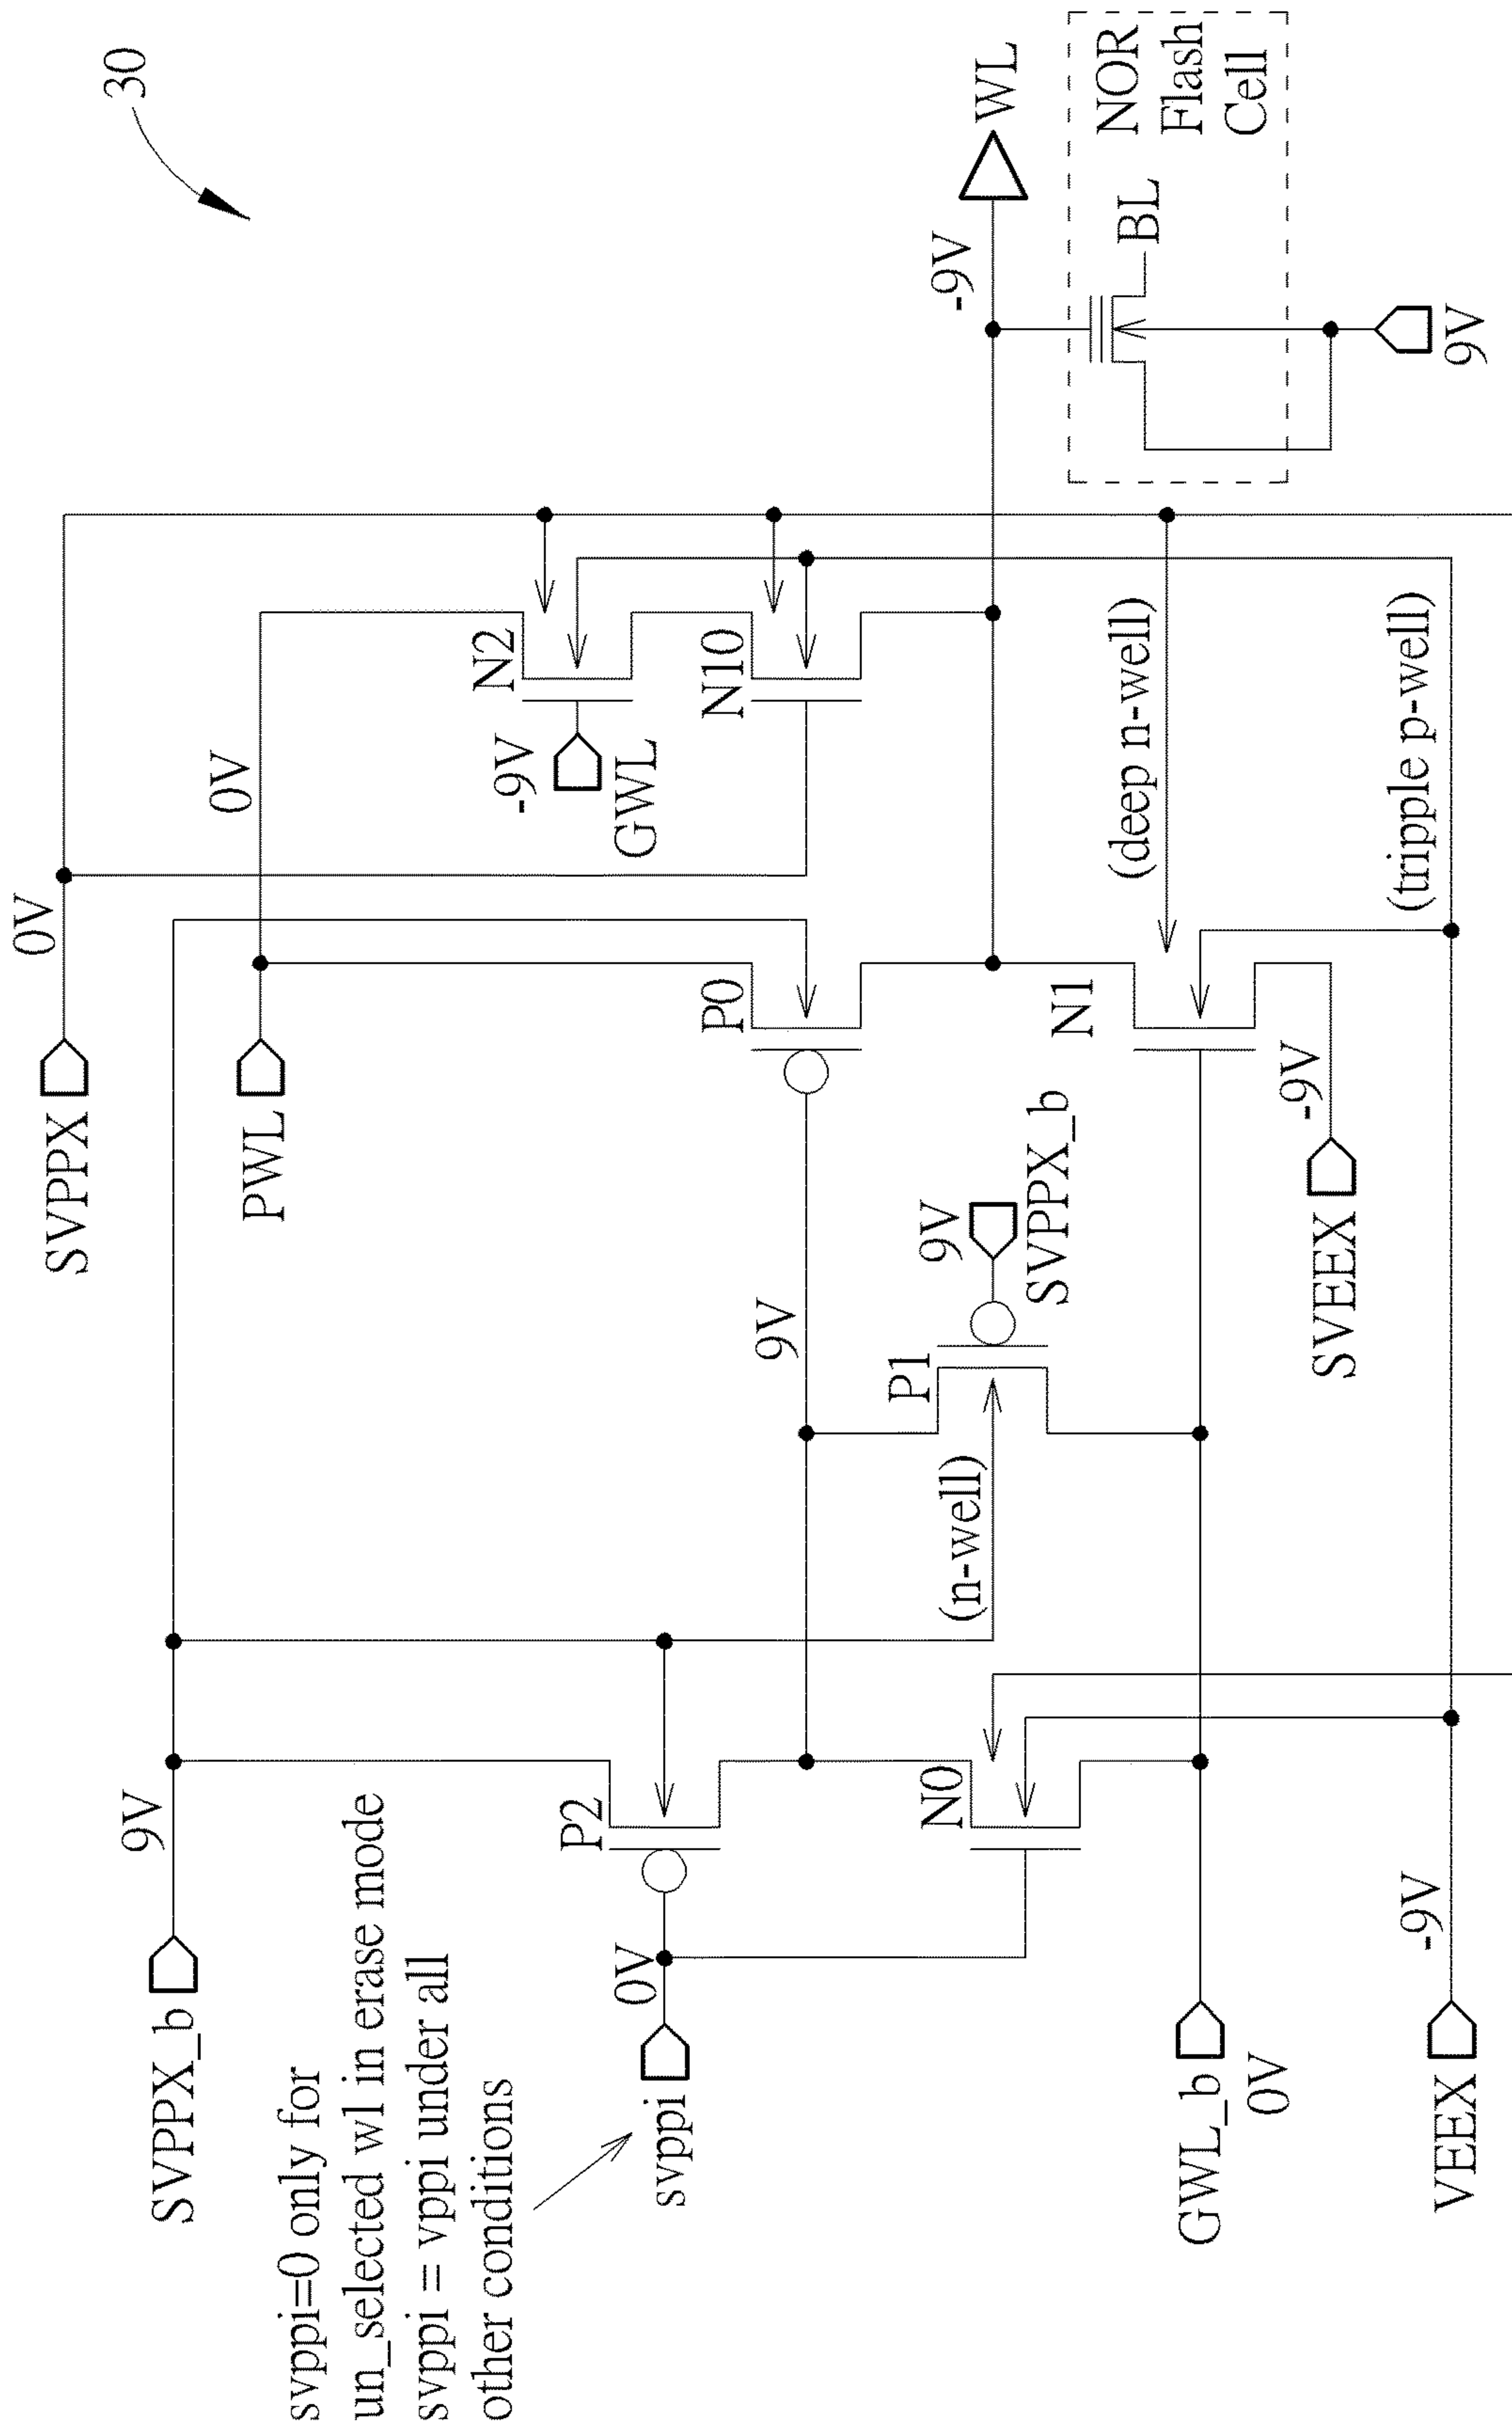 30
SVPPX
0V
PWL
0V
SVPPX_b
9V
svppi=0 only for
un_selected wl in erase mode
svppi = vppi under all
other conditions
svppi
0V
P2
N0
GWL_b
0V
VEEX
-9V
9V
P0
P1
(n-well)
9V
SVPPX_b
N1
SVEEX
-9V
N2
-9V
GWL
N10
(deep n-well)
(tripple p-well)
-9V
WL
BL
NOR
Flash
Cell
9V